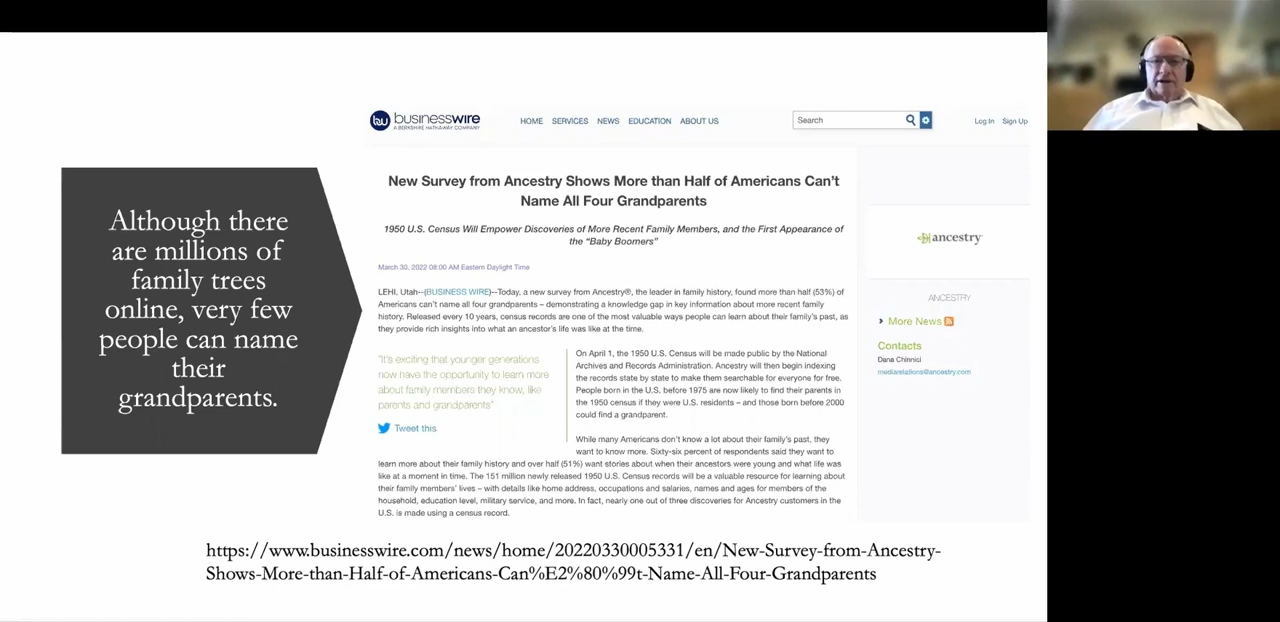 Although there
are millions of
family trees
online, very few
people can name
their
grandparents.
businesswire
A BERKSHIRE HATHAWAY COMPANY
HOME SERVICES NEWS EDUCATION ABOUT US
Search
Log In Sign Up
New Survey from Ancestry Shows More than Half of Americans Can't
Name All Four Grandparents
1950 U.S. Census Will Empower Discoveries of More Recent Family Members, and the First Appearance of
the "Baby Boomers"
March 30, 2022 08:00 AM Eastern Daylight Time
LEHI, Utah--(BUSINESS WIRE)--Today, a new survey from Ancestry®, the leader in family history, found more than half (53%) of
Americans can't name all four grandparents – demonstrating a knowledge gap in key information about more recent family
history. Released every 10 years, census records are one of the most valuable ways people can learn about their family's past, as
they provide rich insights into what an ancestor's life was like at the time.
"It's exciting that younger generations
now have the opportunity to learn more
about family members they know, like
parents and grandparents"
Tweet this
On April 1, the 1950 U.S. Census will be made public by the National
Archives and Records Administration. Ancestry will then begin indexing
the records state by state to make them searchable for everyone for free.
People born in the U.S. before 1975 are now likely to find their parents in
the 1950 census if they were U.S. residents – and those born before 2000
could find a grandparent.
While many Americans don't know a lot about their family's past, they
want to know more. Sixty-six percent of respondents said they want to
learn more about their family history and over half (51%) want stories about when their ancestors were young and what life was
like at a moment in time. The 151 million newly released 1950 U.S. Census records will be a valuable resource for learning about
their family members' lives – with details like home address, occupations and salaries, names and ages for members of the
household, education level, military service, and more. In fact, nearly one out of three discoveries for Ancestry customers in the
U.S. is made using a census record.
ancestry
ANCESTRY
More News
Contacts
Dana Chinnici
mediarelations@ancestry.com
https://www.businesswire.com/news/home/20220330005331/en/New-Survey-from-Ancestry-
Shows-More-than-Half-of-Americans-Can%E2%80%99t-Name-All-Four-Grandparents